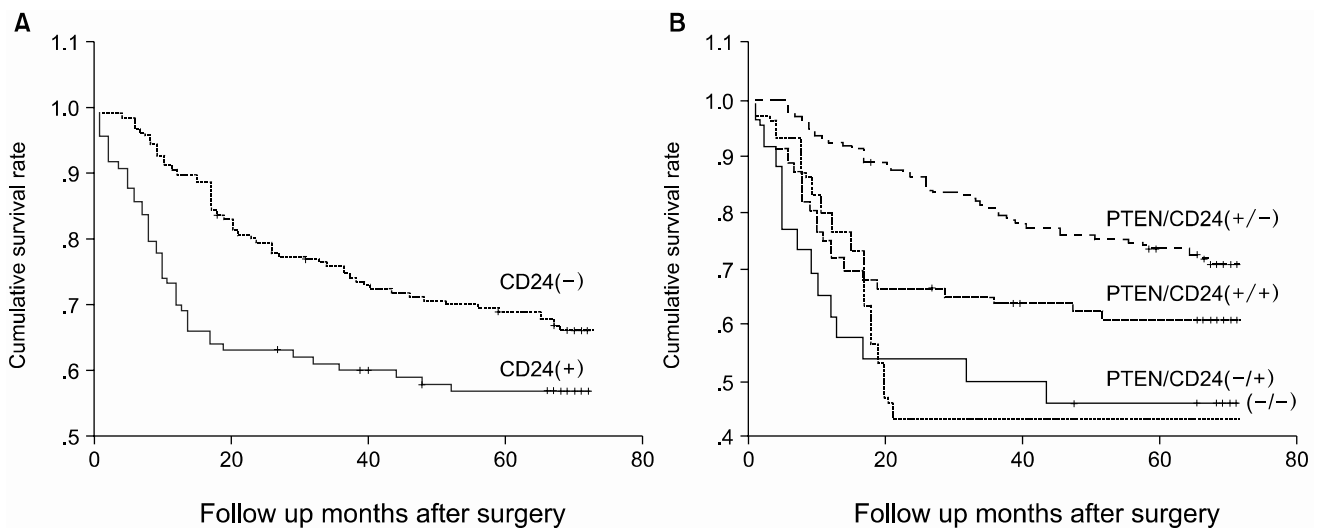 A
1.1
1.0
.9
.8
.7
.6
.5
0
20
40
60
80
Cumulative survival rate
Follow up months after surgery
CD24(-)
CD24(+)
B
1.1
1.0
.9
.8
.7
.6
.5
.4
0
20
40
60
80
Cumulative survival rate
Follow up months after surgery
PTEN/CD24(+/-)
PTEN/CD24(+/+)
PTEN/CD24(-/+)
(-/-)